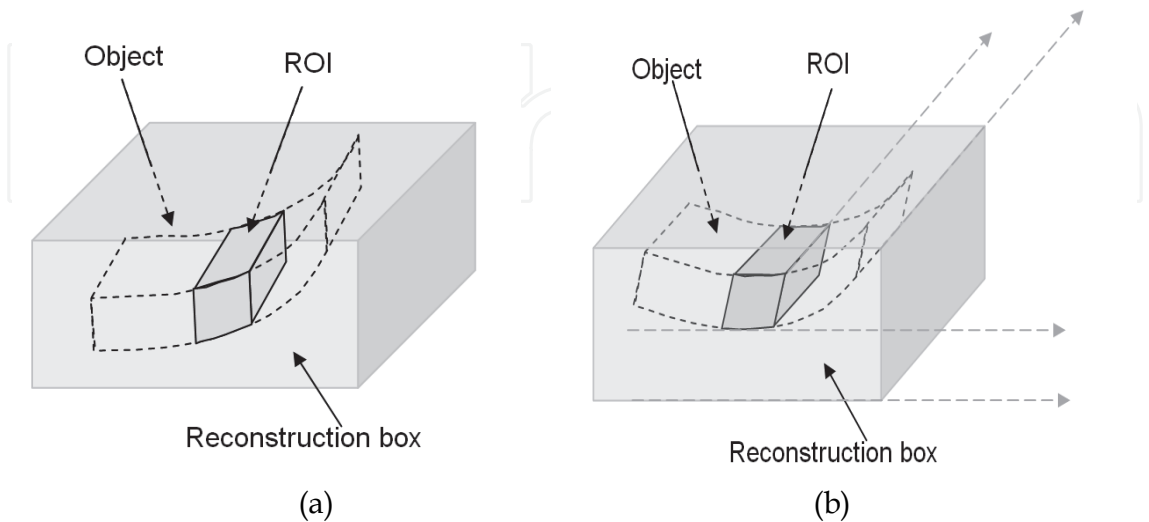 Object
ROI
Reconstruction box
(a)
Object
ROI
Reconstruction box
(b)